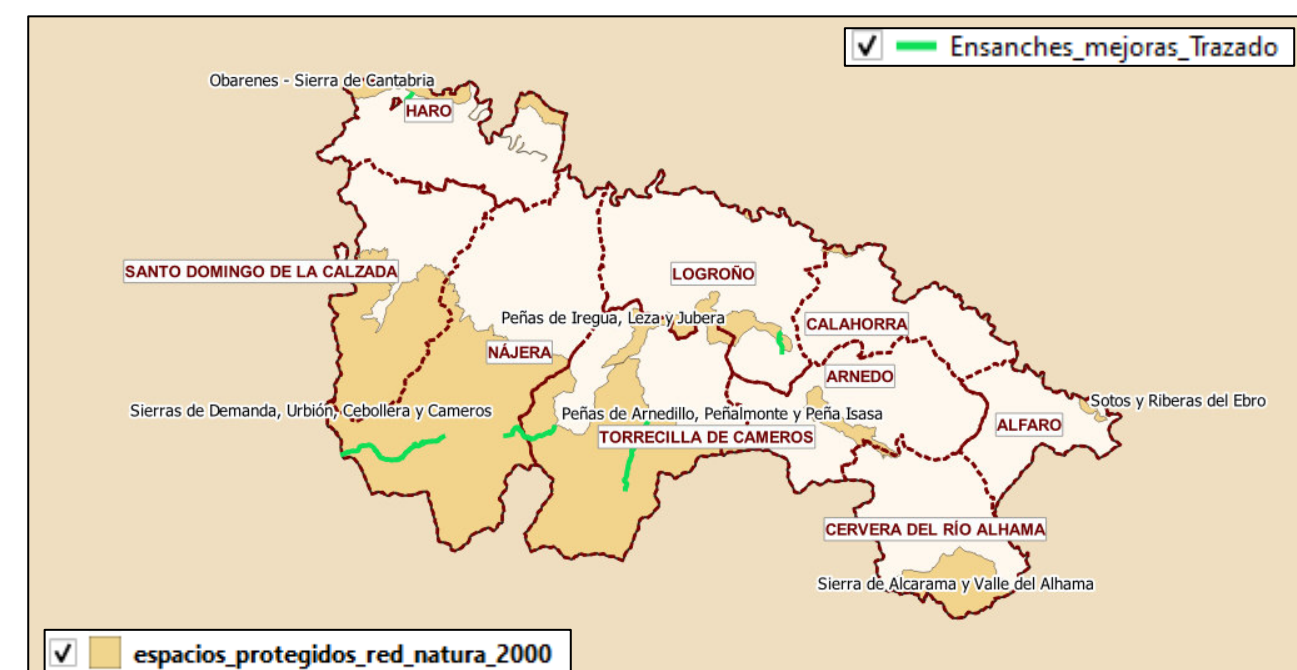 Ensanches_mejoras_Trazado
Obarenes - Sierra de Cantabria
HARO
SANTO DOMINGO DE LA CALZADA
LOGROÑO
Peñas de Iregua, Leza y Jubera
CALAHORRA
NÁJERA
ARNEDO
Sotos y Riberas del Ebro
Sierras de Demanda, Urbión, Cebollera y Cameros
Peñas de Arnedillo, Peñalmonte y Peña Isasa
ALFARO
TORRECILLA DE CAMEROS
CERVERA DEL RÍO ALHAMA
Sierra de Alcarama y Valle del Alhama
espacios_protegidos_red_natura_2000